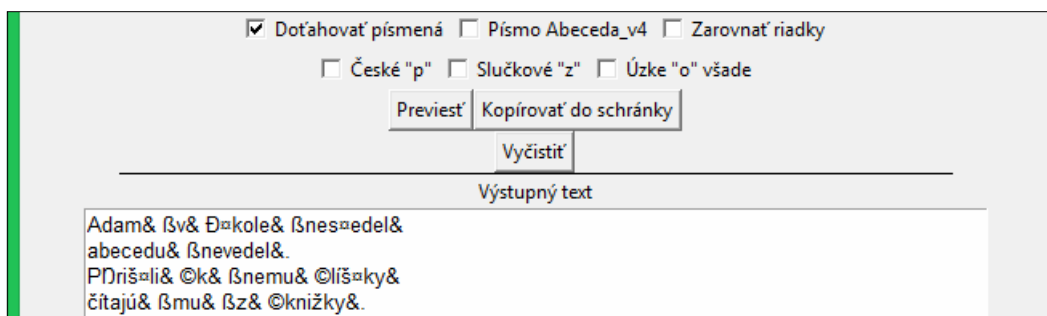 Doťahovať písmená Písmo Abeceda_v4 Zarovnať riadky
České "p" Slučkové "z" Úzke "o" všade
Previesť Kopírovať do schránky
Vyčistiť
Výstupný text
Adam& ßv& Ð¤kole& ßnes¤edel&
abecedu& ßnevedel&.
PŊriš¤li& ©k& ßnemu& ©líš¤ky&
čítajú& ßmu& ßz& ©knižky&.